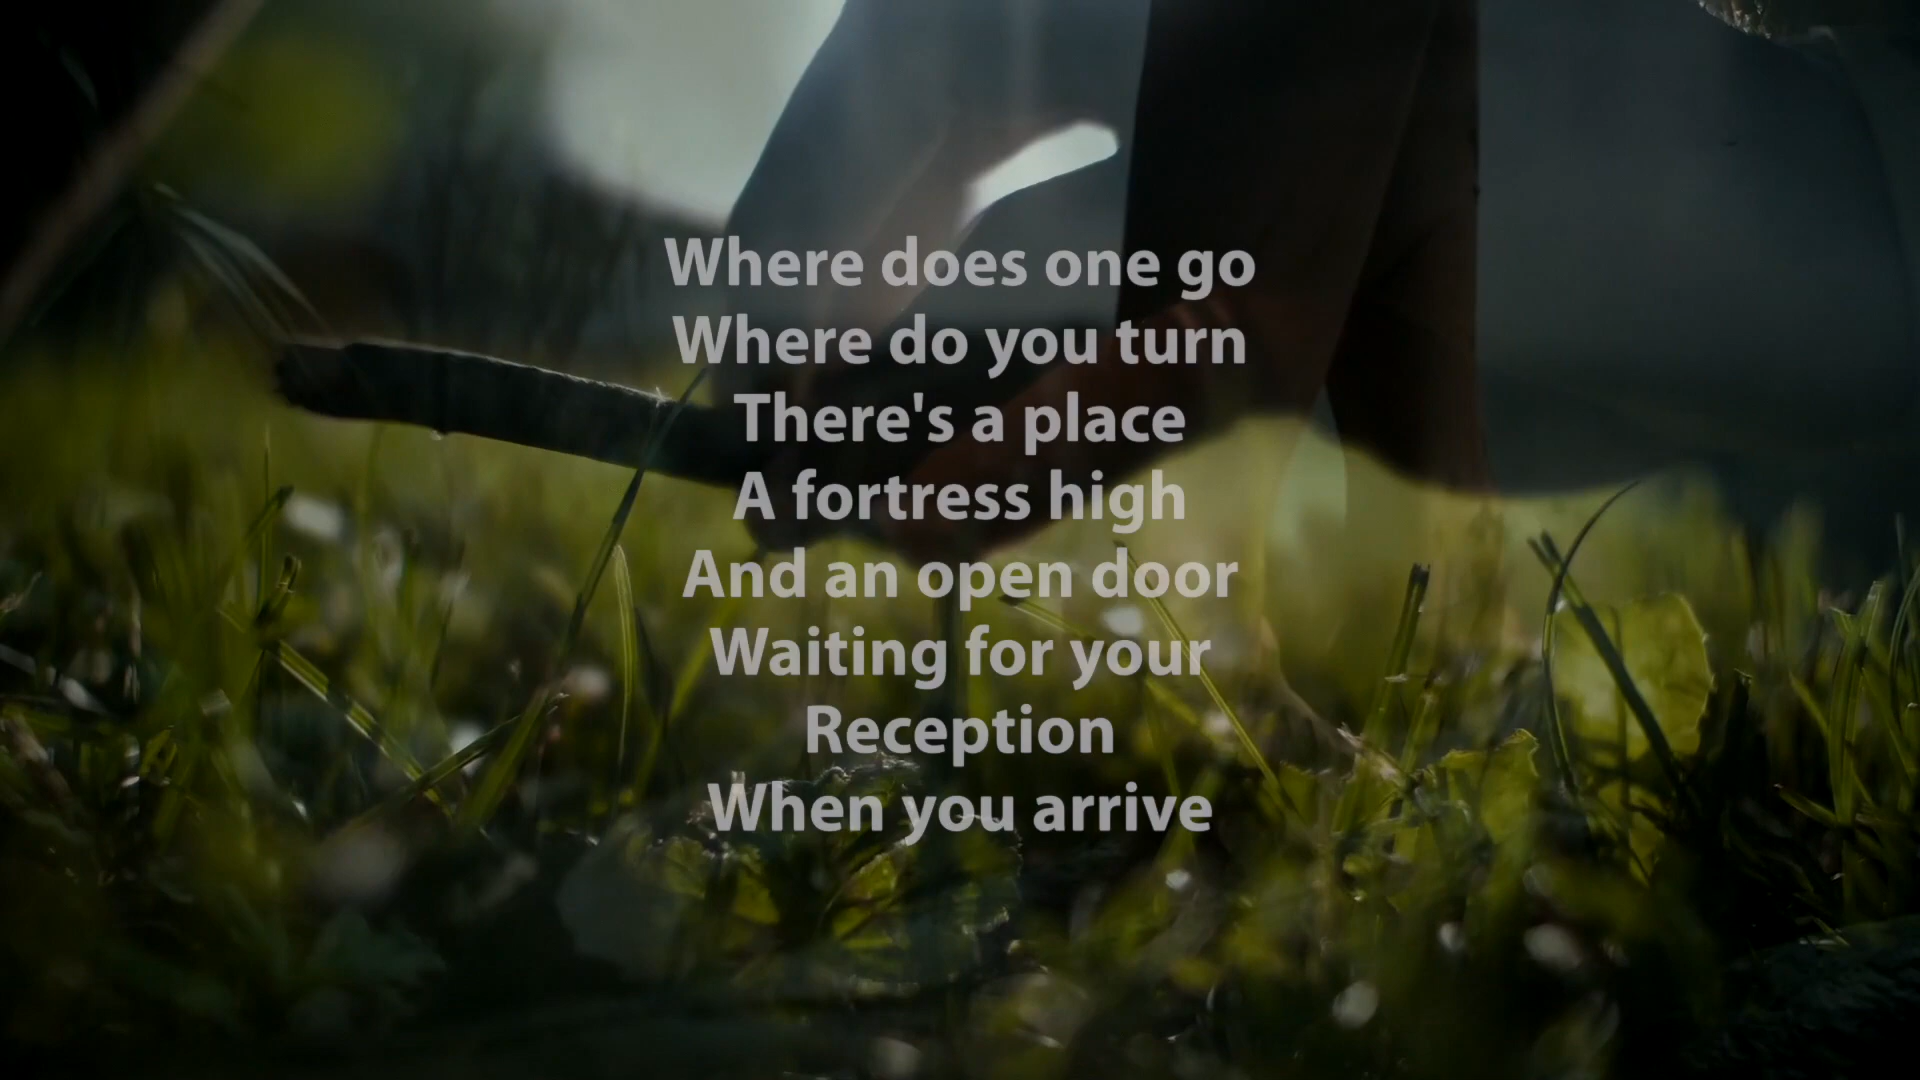 Where does one go
Where do you turn
There's a place
A fortress high
And an open door
Waiting for your
Reception
When you arrive